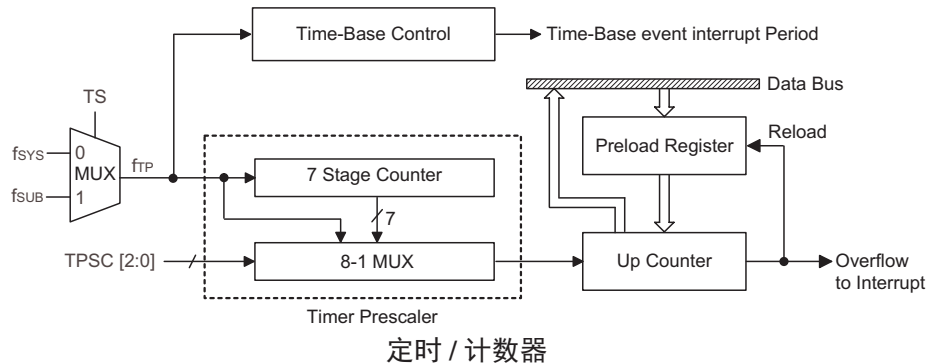 Time-Base Control
Time-Base event interrupt Period
Data Bus
TS
Preload Register
Reload
fSYS
0
MUX
fTP
7 Stage Counter
fSUB
1
7
TPSC [2:0]
8-1 MUX
Up Counter
Overflow
to Interrupt
Timer Prescaler
定时 / 计数器